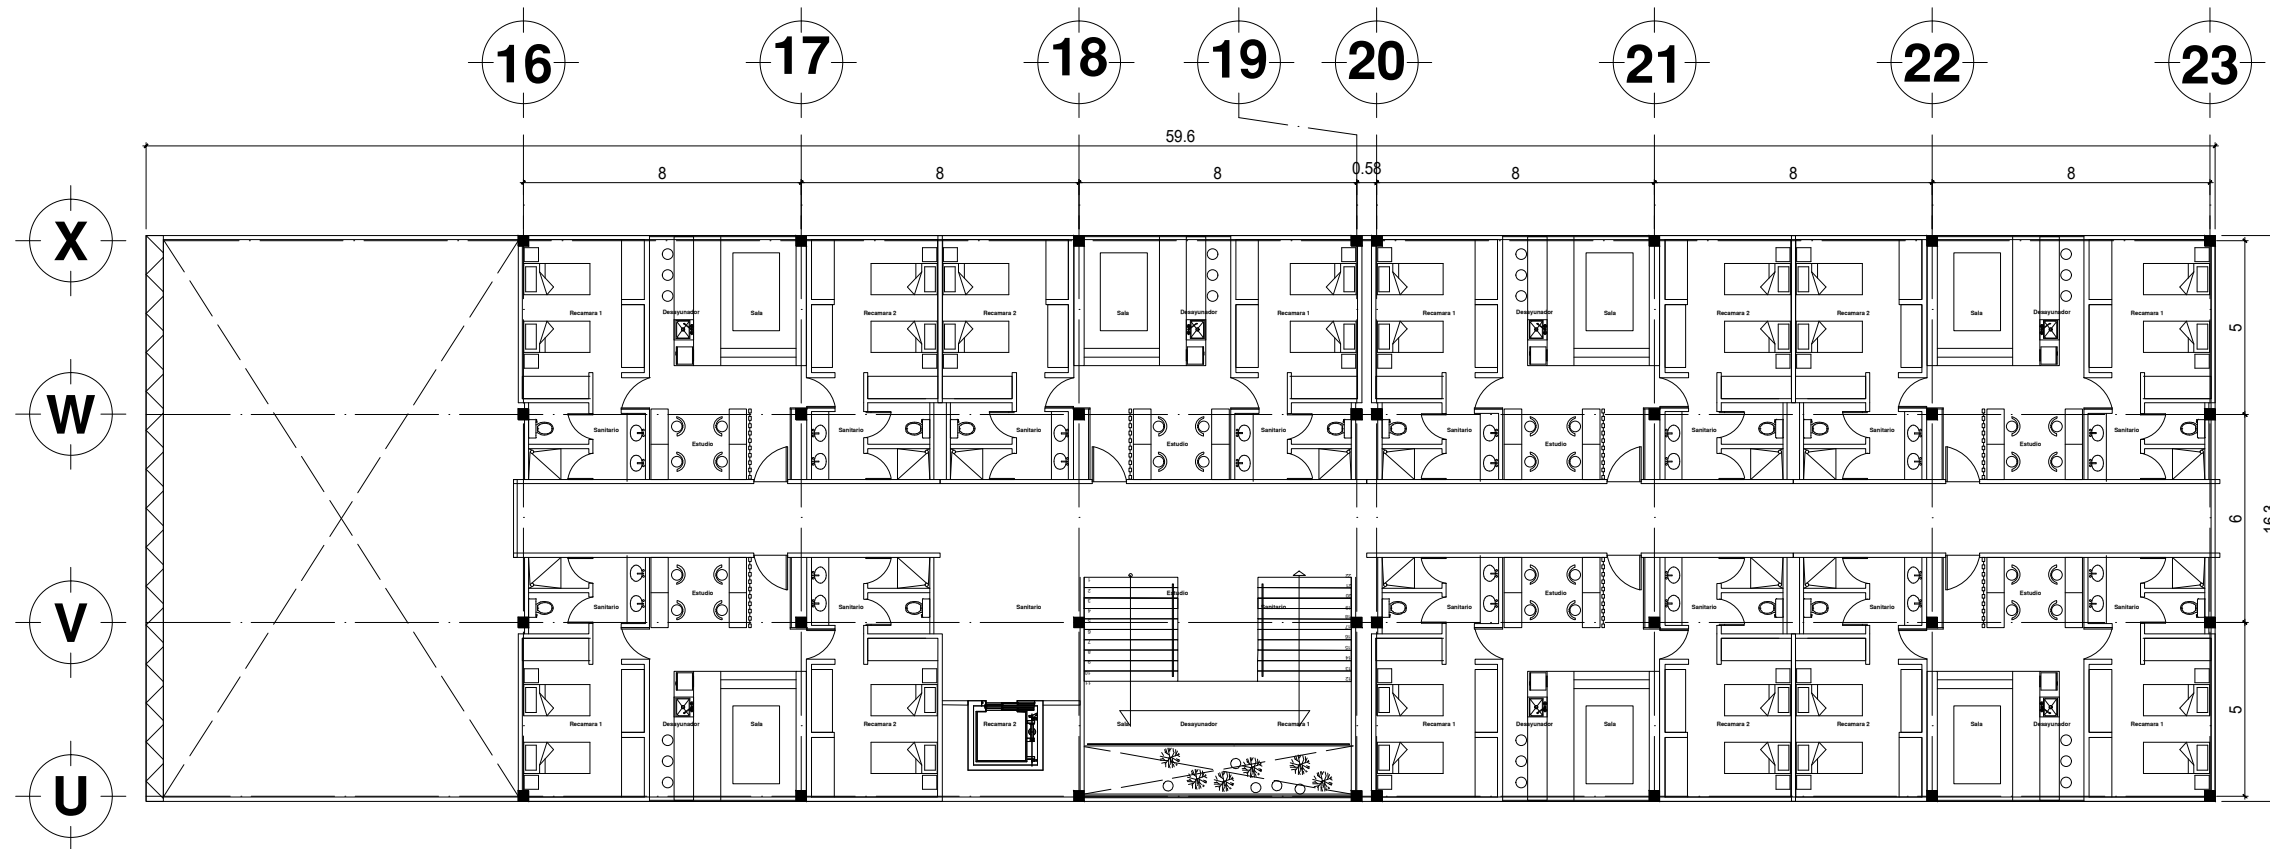 16 17 18 19 20 21 22 23
59.6
8 8 8 0.58 8 8 8
X
Recamara 1 Desayunador Sala Recamara 2 Recamara 2 Sala Desayunador Recamara 1 Recamara 1 Desayunador Sala Recamara 2 Recamara 2 Sala Desayunador Recamara 1
5
W
Sanitario Estudio Sanitario Sanitario Estudio Sanitario Sanitario Estudio Sanitario Sanitario Estudio Sanitario
6
16.3
Estudio Estudio Estudio Estudio
Sanitario Sanitario Sanitario Sanitario Sanitario Sanitario Sanitario Sanitario
V
5
Recamara 1 Desayunador Sala Recamara 2 Recamara 2 Sala Desayunador Recamara 1 Recamara 1 Desayunador Sala Recamara 2 Recamara 2 Sala Desayunador Recamara 1
U